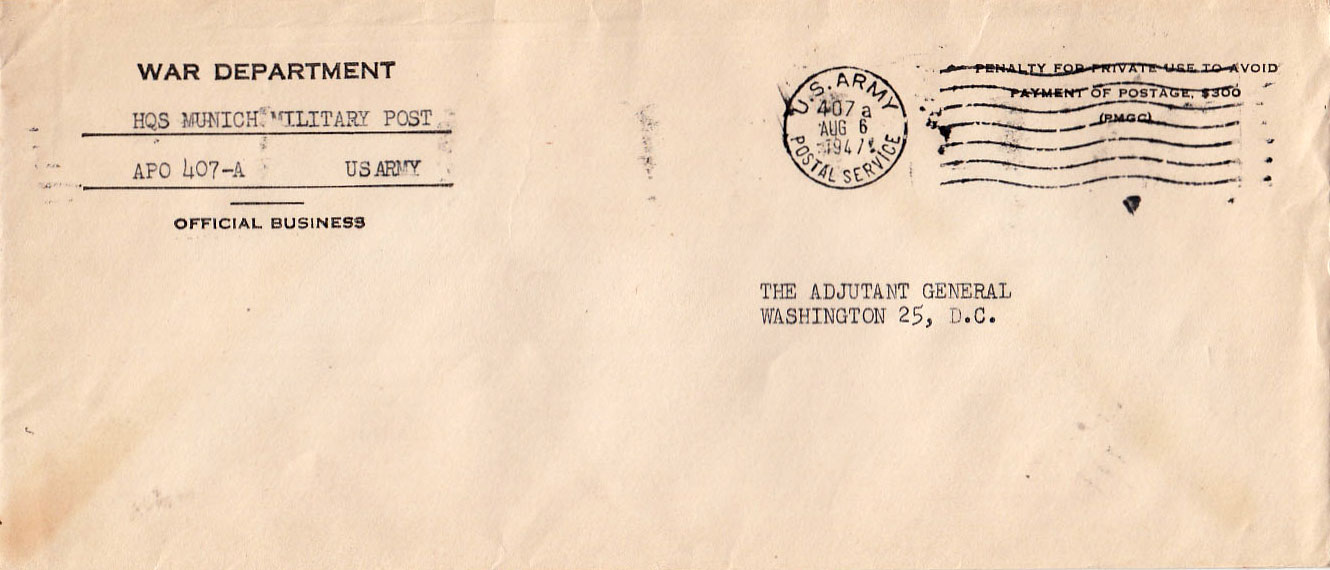 WAR DEPARTMENT
HQS MUNICH MILITARY POST
APO 407-A US ARMY
OFFICIAL BUSINESS
U.S. ARMY
407 a
AUG 6
1947
POSTAL SERVICE
PENALTY FOR PRIVATE USE TO AVOID
PAYMENT OF POSTAGE, $300
(PMGC)
THE ADJUTANT GENERAL
WASHINGTON 25, D.C.